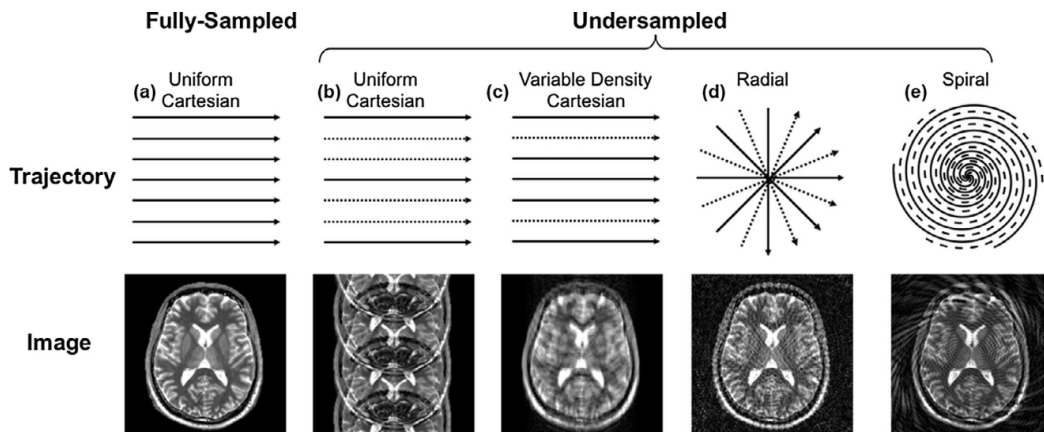 Fully-Sampled
Undersampled
(a) Uniform
Cartesian
(b) Uniform
Cartesian
(c) Variable Density
Cartesian
(d) Radial
(e) Spiral
Trajectory
Image